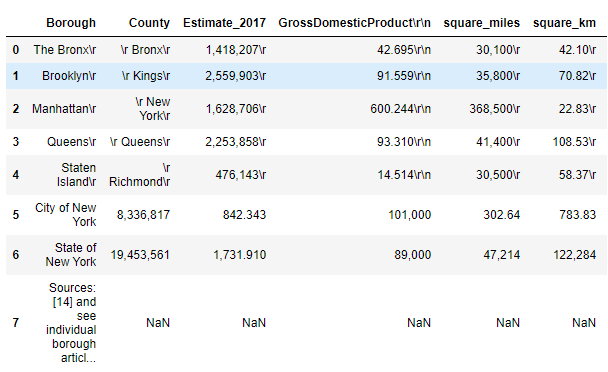 Borough County Estimate_2017 GrossDomesticProduct\r\n square_miles square_km
0 The Bronx\r \r Bronx\r 1,418,207\r 42.695\r\n 30,100\r 42.10\r
1 Brooklyn\r \r Kings\r 2,559,903\r 91.559\r\n 35,800\r 70.82\r
2 Manhattan\r \r New York\r 1,628,706\r 600.244\r\n 368,500\r 22.83\r
3 Queens\r \r Queens\r 2,253,858\r 93.310\r\n 41,400\r 108.53\r
4 Staten Island\r \r Richmond\r 476,143\r 14.514\r\n 30,500\r 58.37\r
5 City of New York 8,336,817 842.343 101,000 302.64 783.83
6 State of New York 19,453,561 1,731.910 89,000 47,214 122,284
7 Sources: [14] and see individual borough articl... NaN NaN NaN NaN NaN